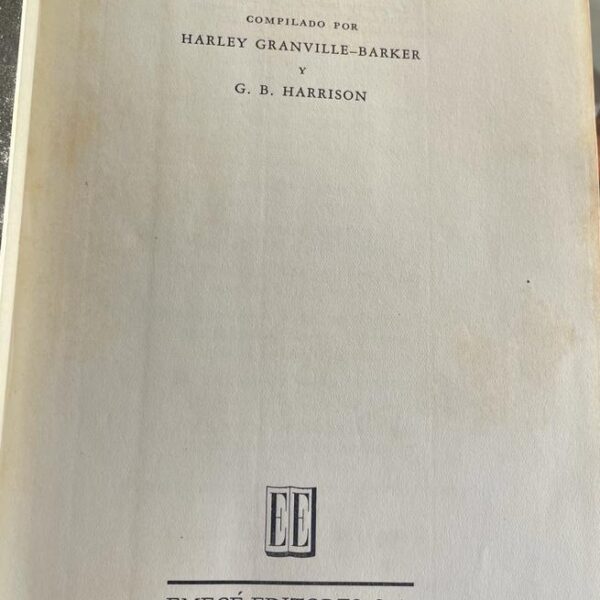 COMPILADO POR
HARLEY GRANVILLE-BARKER
Y
G. B. HARRISON
EE
EMECÉ EDITORES